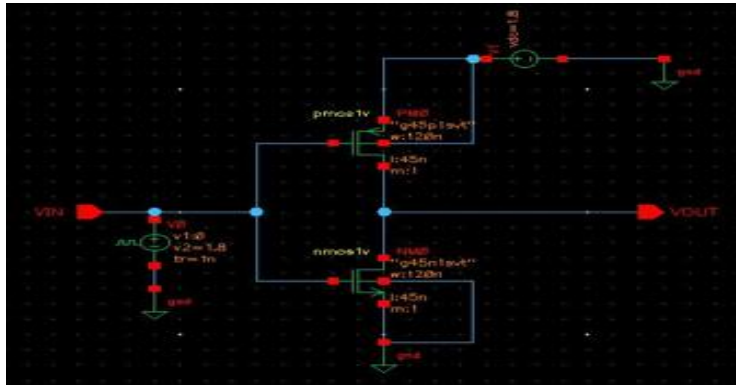 vdc=1.8
V1
gnd
pmos1v
PM0
"g45p1svt"
w:120n
l:45n
m:1
VIN
VOUT
V0
v1:0
v2=1.8
tr=1n
gnd
nmos1v
NM0
"g45n1svt"
w:120n
l:45n
m:1
gnd